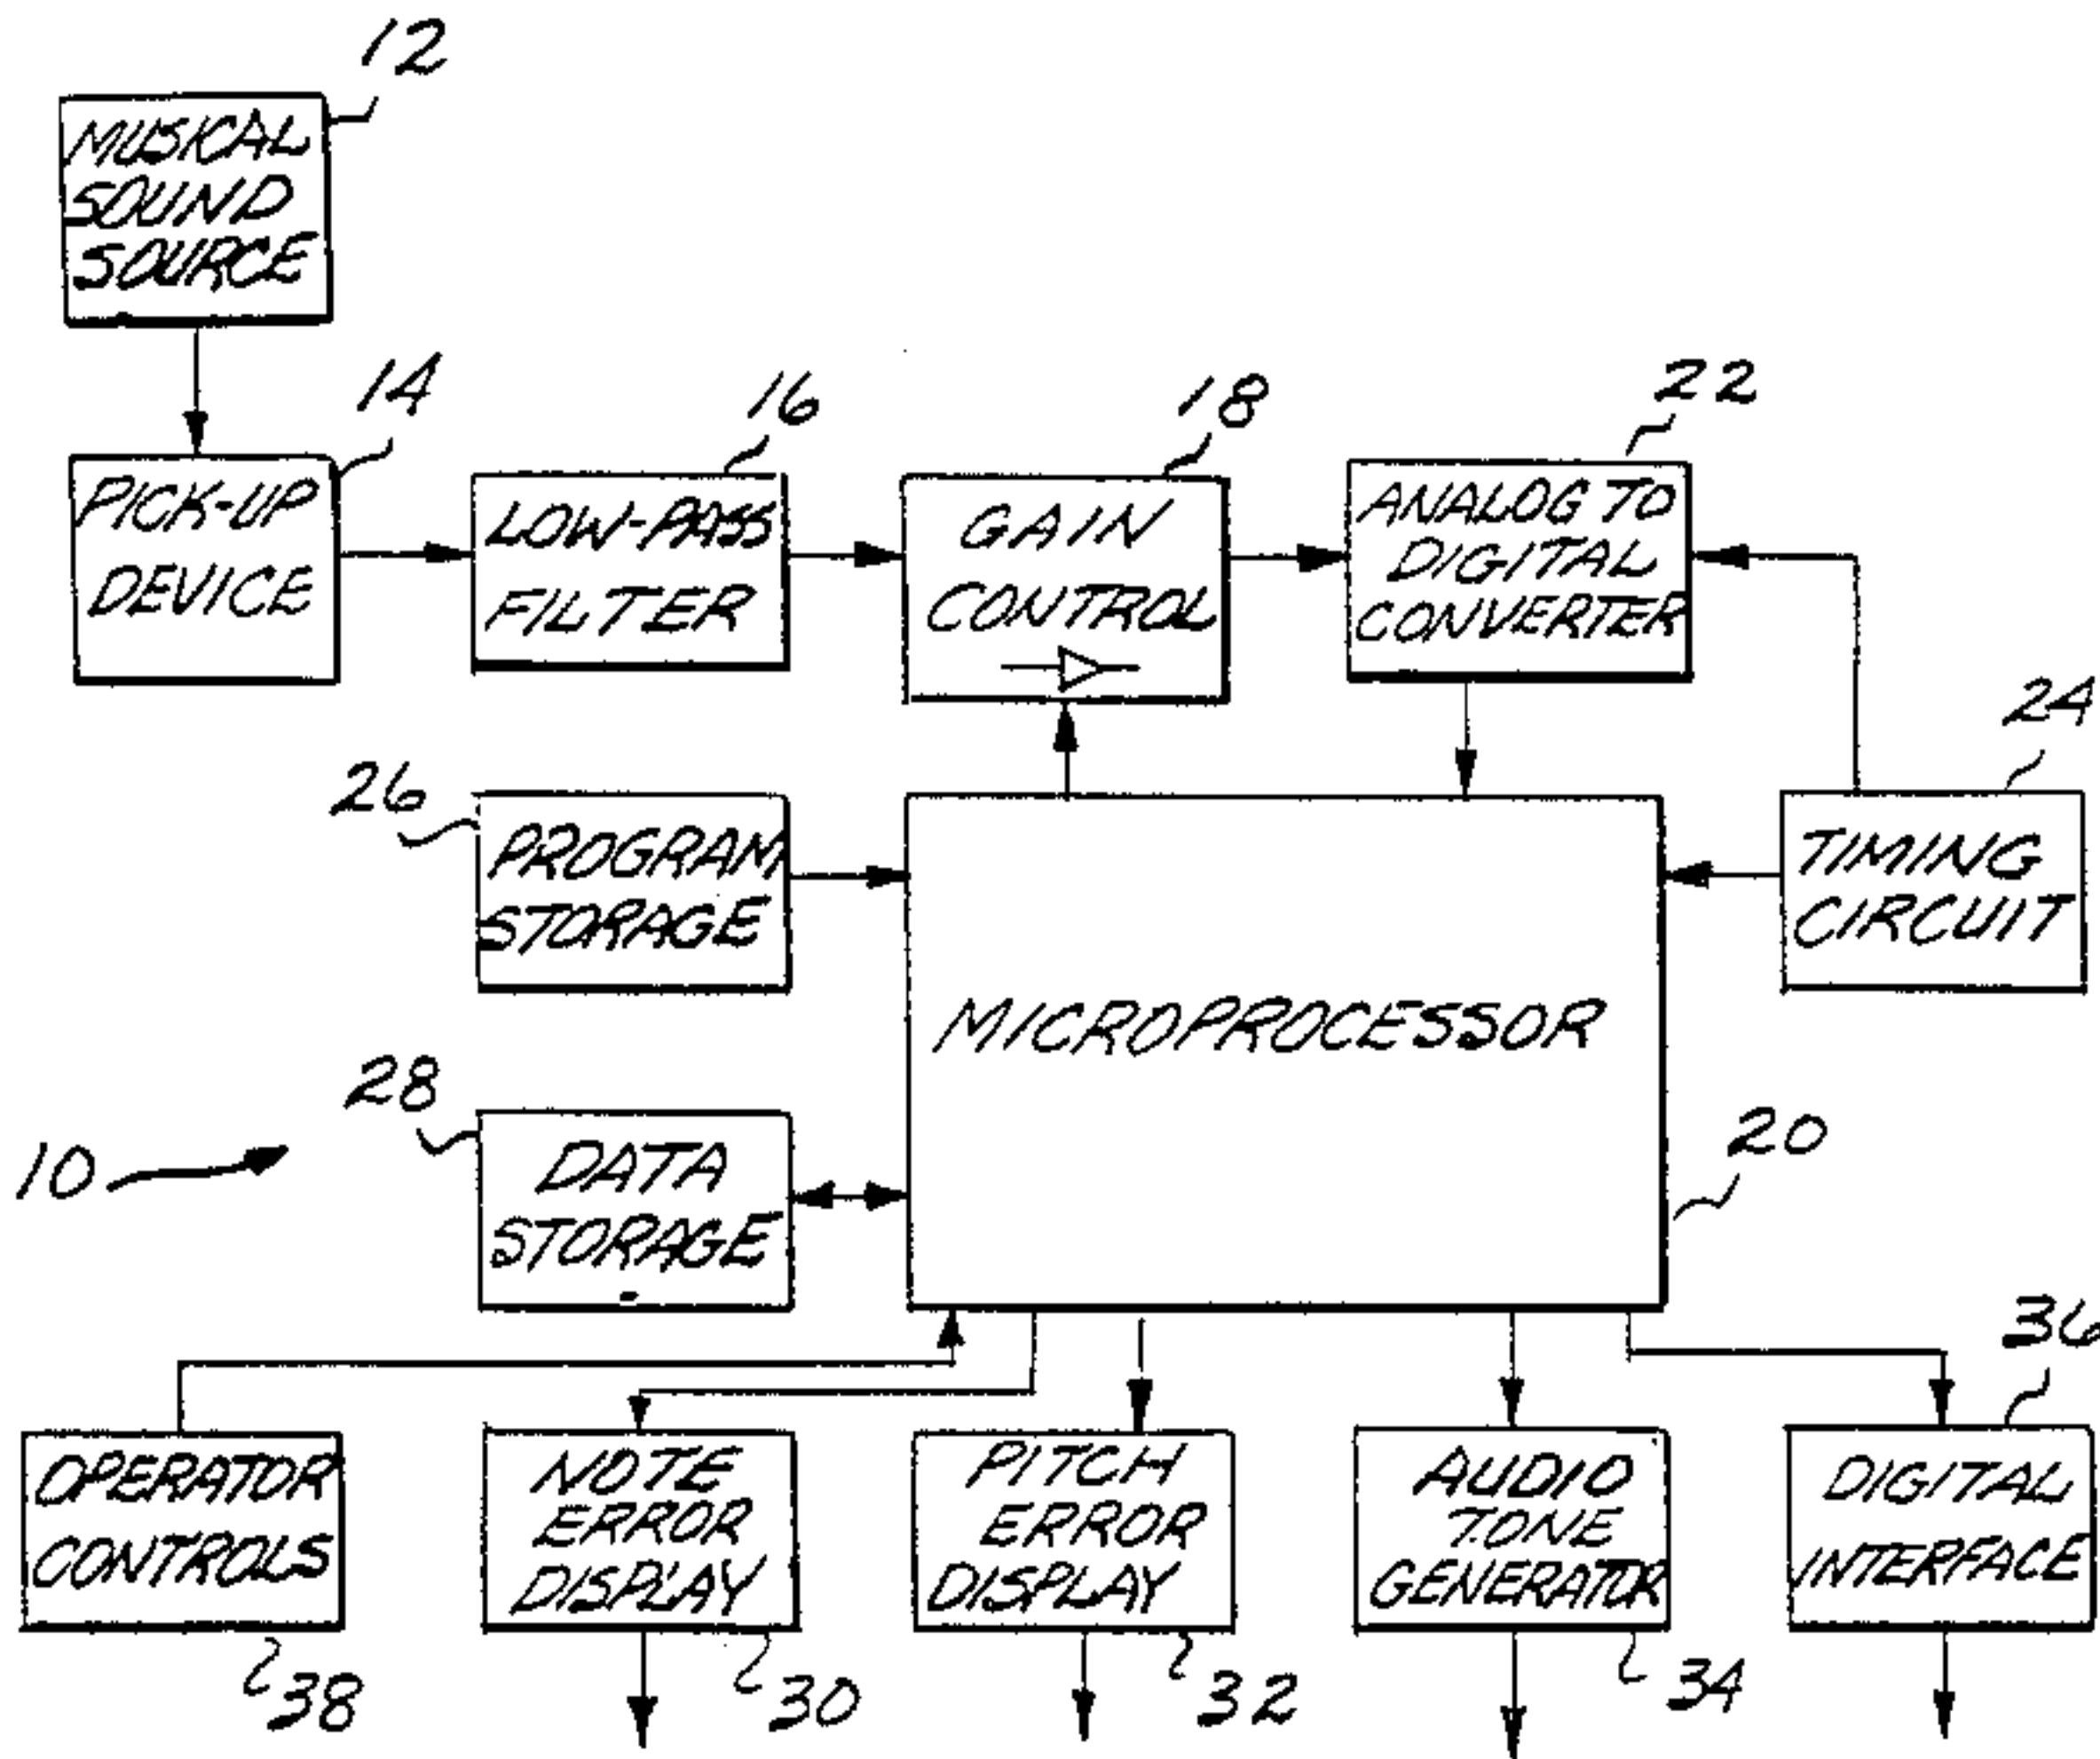 12
MUSICAL
SOUND
SOURCE
14
PICK-UP
DEVICE
16
LOW-PASS
FILTER
18
GAIN
CONTROL
22
ANALOG TO
DIGITAL
CONVERTER
24
TIMING
CIRCUIT
26
PROGRAM
STORAGE
MICROPROCESSOR
20
28
DATA
STORAGE
10
OPERATOR
CONTROLS
38
NOTE
ERROR
DISPLAY
30
PITCH
ERROR
DISPLAY
32
AUDIO
TONE
GENERATOR
34
36
DIGITAL
INTERFACE